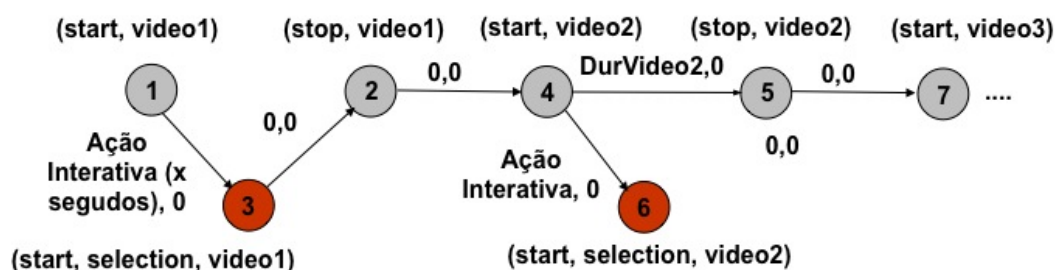 (start, video1)
(stop, video1)
(start, video2)
(stop, video2)
(start, video3)
1
2
0,0
4
DurVideo2,0
5
0,0
7
....
Ação
Interativa (x
segudos), 0
0,0
3
Ação
Interativa, 0
6
0,0
(start, selection, video1)
(start, selection, video2)